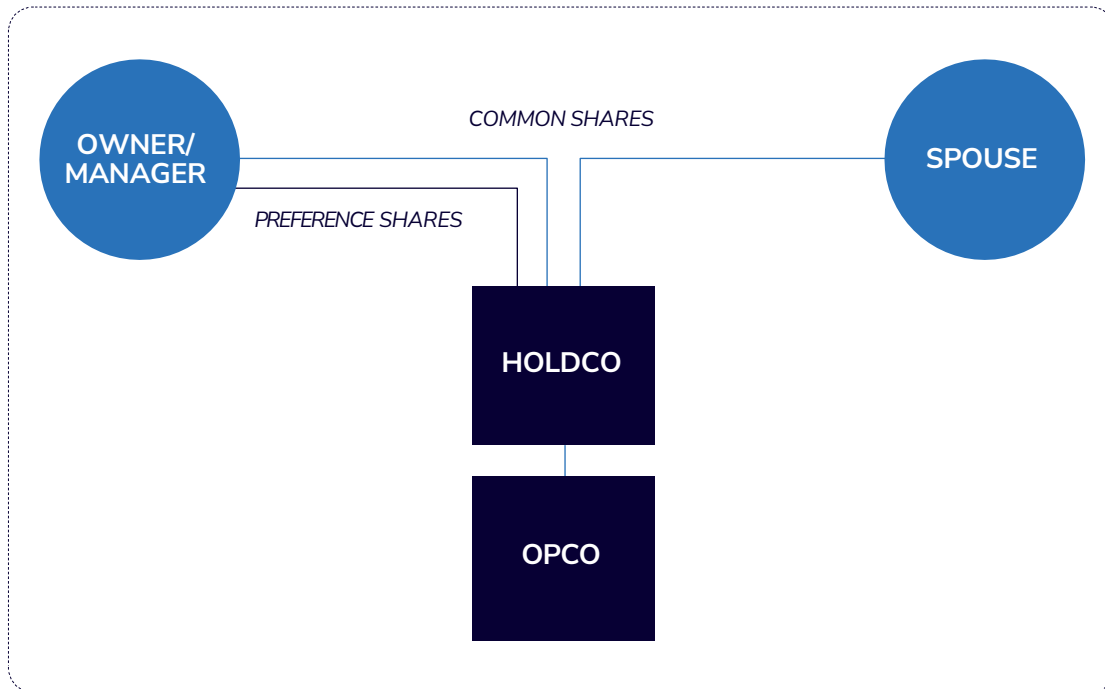 COMMON SHARES
OWNER/
MANAGER
SPOUSE
PREFERENCE SHARES
HOLDCO
OPCO